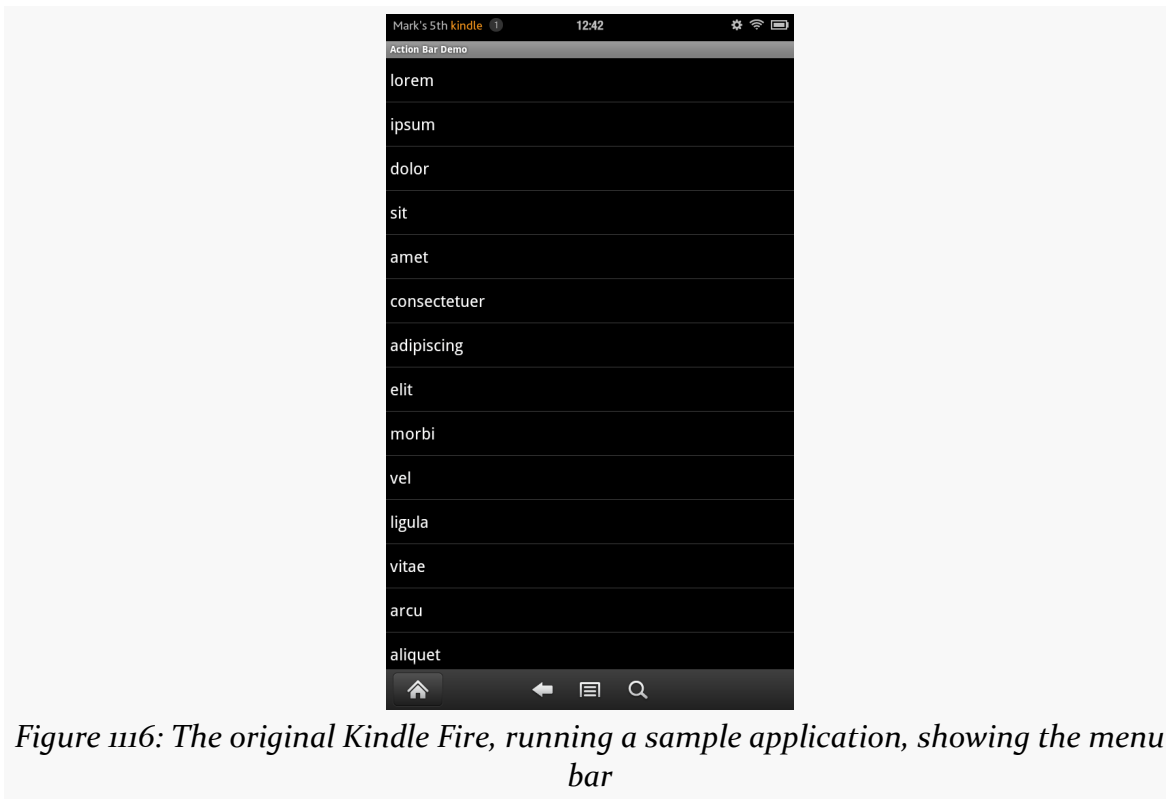 Mark's 5th kindle 1 12:42
Action Bar Demo
lorem
ipsum
dolor
sit
amet
consectetuer
adipiscing
elit
morbi
vel
ligula
vitae
arcu
aliquet
Figure 1116: The original Kindle Fire, running a sample application, showing the menu
bar